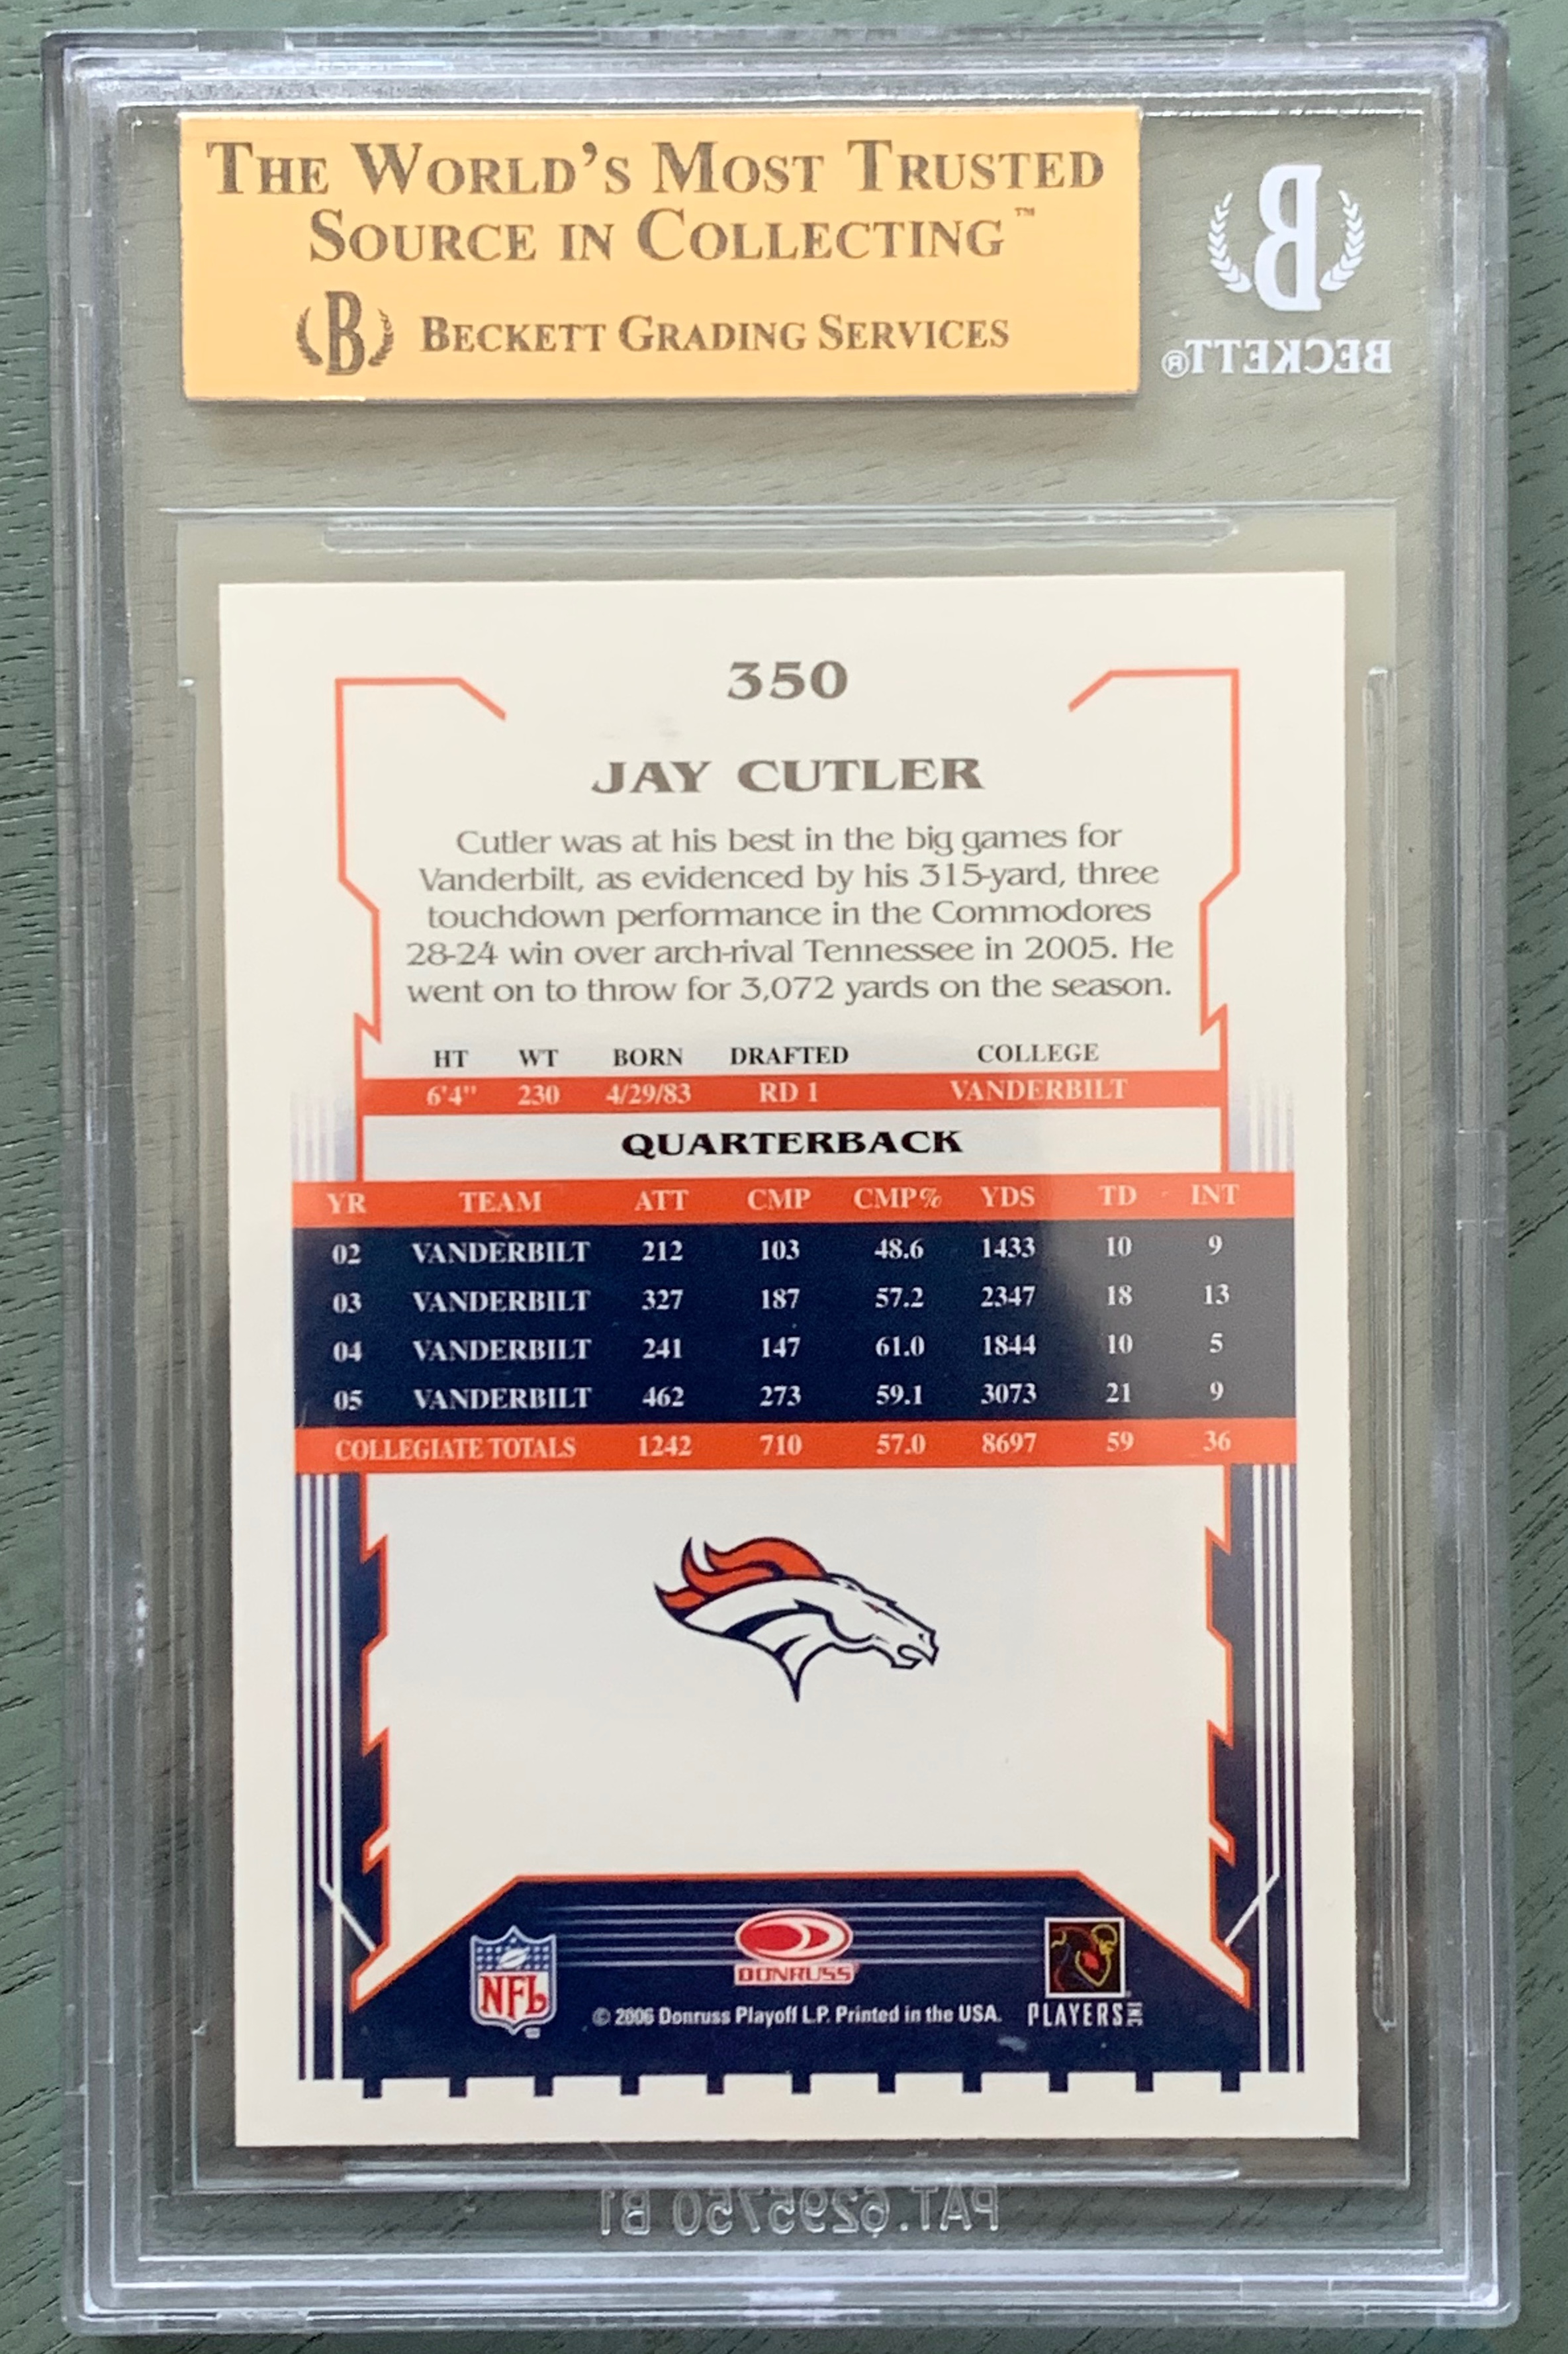 THE WORLD'S MOST TRUSTED
SOURCE IN COLLECTING™
B BECKETT GRADING SERVICES
B
BECKETT®
350
JAY CUTLER
Cutler was at his best in the big games for
Vanderbilt, as evidenced by his 315-yard, three
touchdown performance in the Commodores
28-24 win over arch-rival Tennessee in 2005. He
went on to throw for 3,072 yards on the season.
HT WT BORN DRAFTED COLLEGE
6'4" 230 4/29/83 RD 1 VANDERBILT
QUARTERBACK
YR TEAM ATT CMP CMP% YDS TD INT
02 VANDERBILT 212 103 48.6 1433 10 9
03 VANDERBILT 327 187 57.2 2347 18 13
04 VANDERBILT 241 147 61.0 1844 10 5
05 VANDERBILT 462 273 59.1 3073 21 9
COLLEGIATE TOTALS 1242 710 57.0 8697 59 36
NFL
DONRUSS
© 2006 Donruss Playoff L.P. Printed in the USA.
PLAYERS INC
PAT.6295750 B1